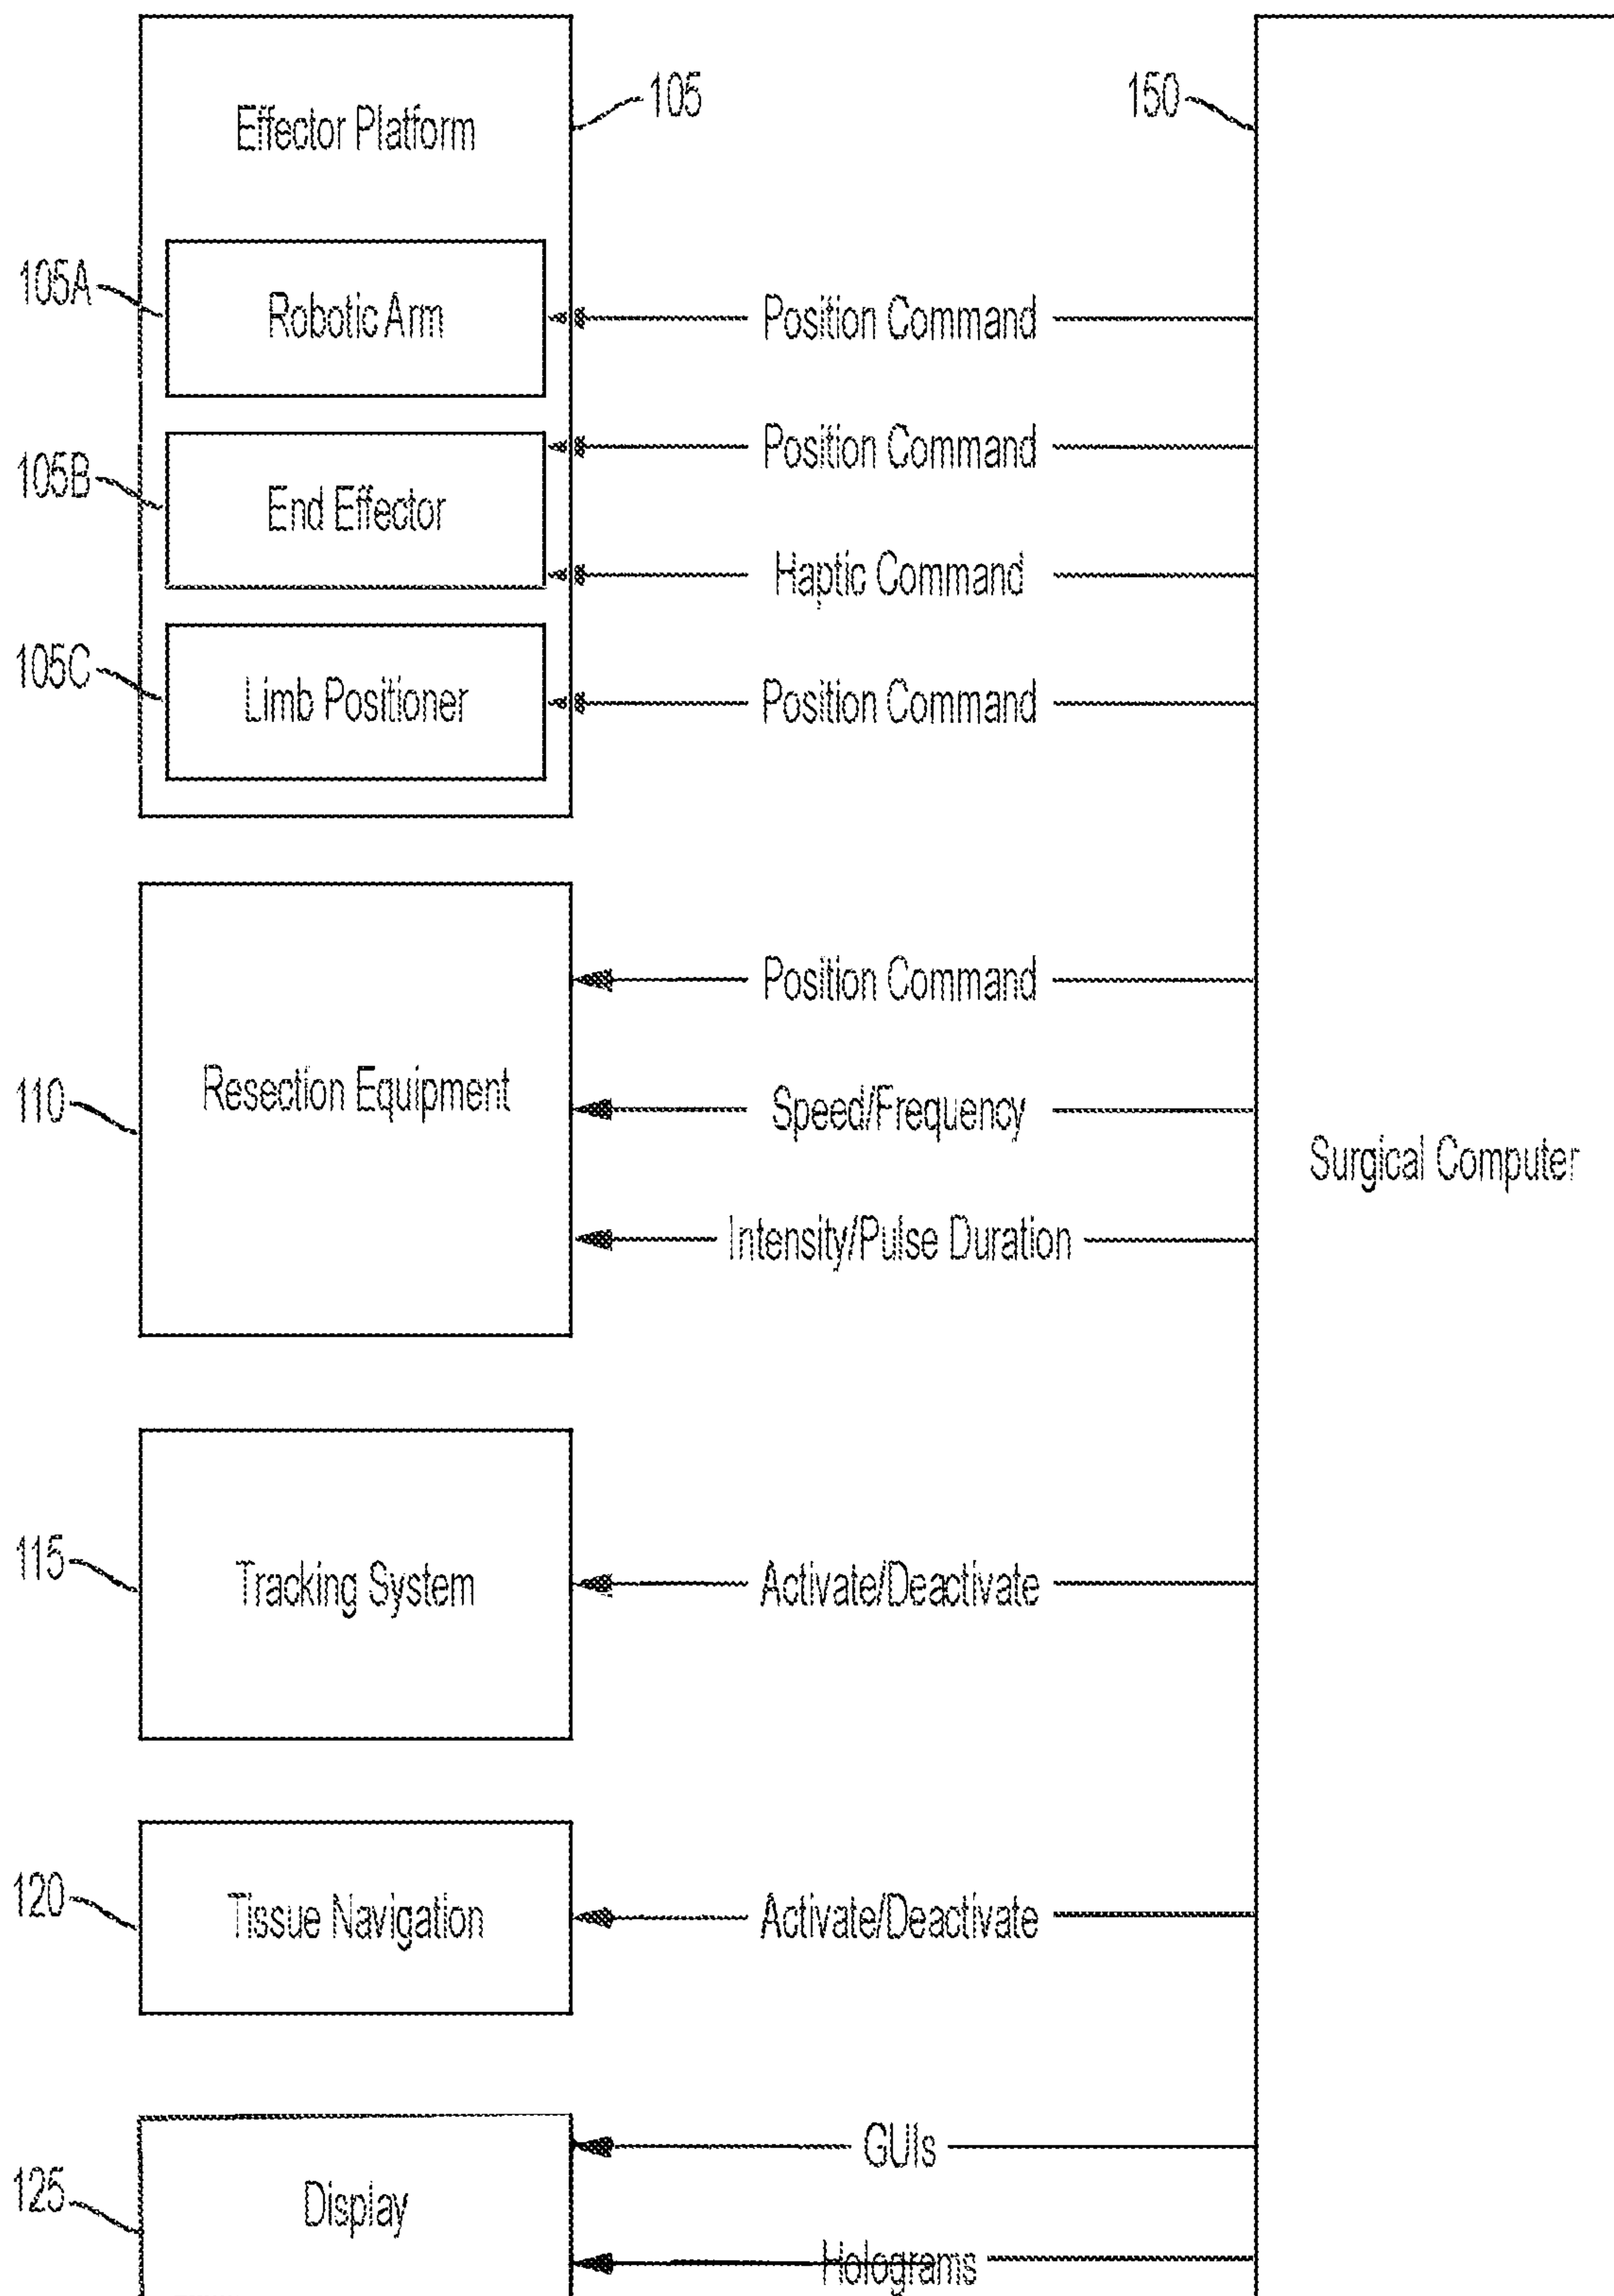 105
150
Effector Platform
105A
Robotic Arm
Position Command
Position Command
105B
End Effector
Haptic Command
105C
Limb Positioner
Position Command
Position Command
110
Resection Equipment
Speed/Frequency
Surgical Computer
Intensity/Pulse Duration
115
Tracking System
Activate/Deactivate
120
Tissue Navigation
Activate/Deactivate
GUIs
125
Display
Holograms